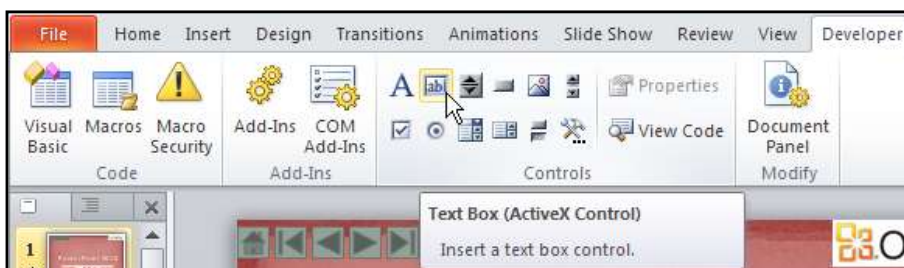 File Home Insert Design Transitions Animations Slide Show Review View Developer
A ab Properties
Visual Basic Macros Macro Security Add-Ins COM Add-Ins View Code Document Panel
Code Add-Ins Controls Modify
Text Box (ActiveX Control)
1
Insert a text box control.
O